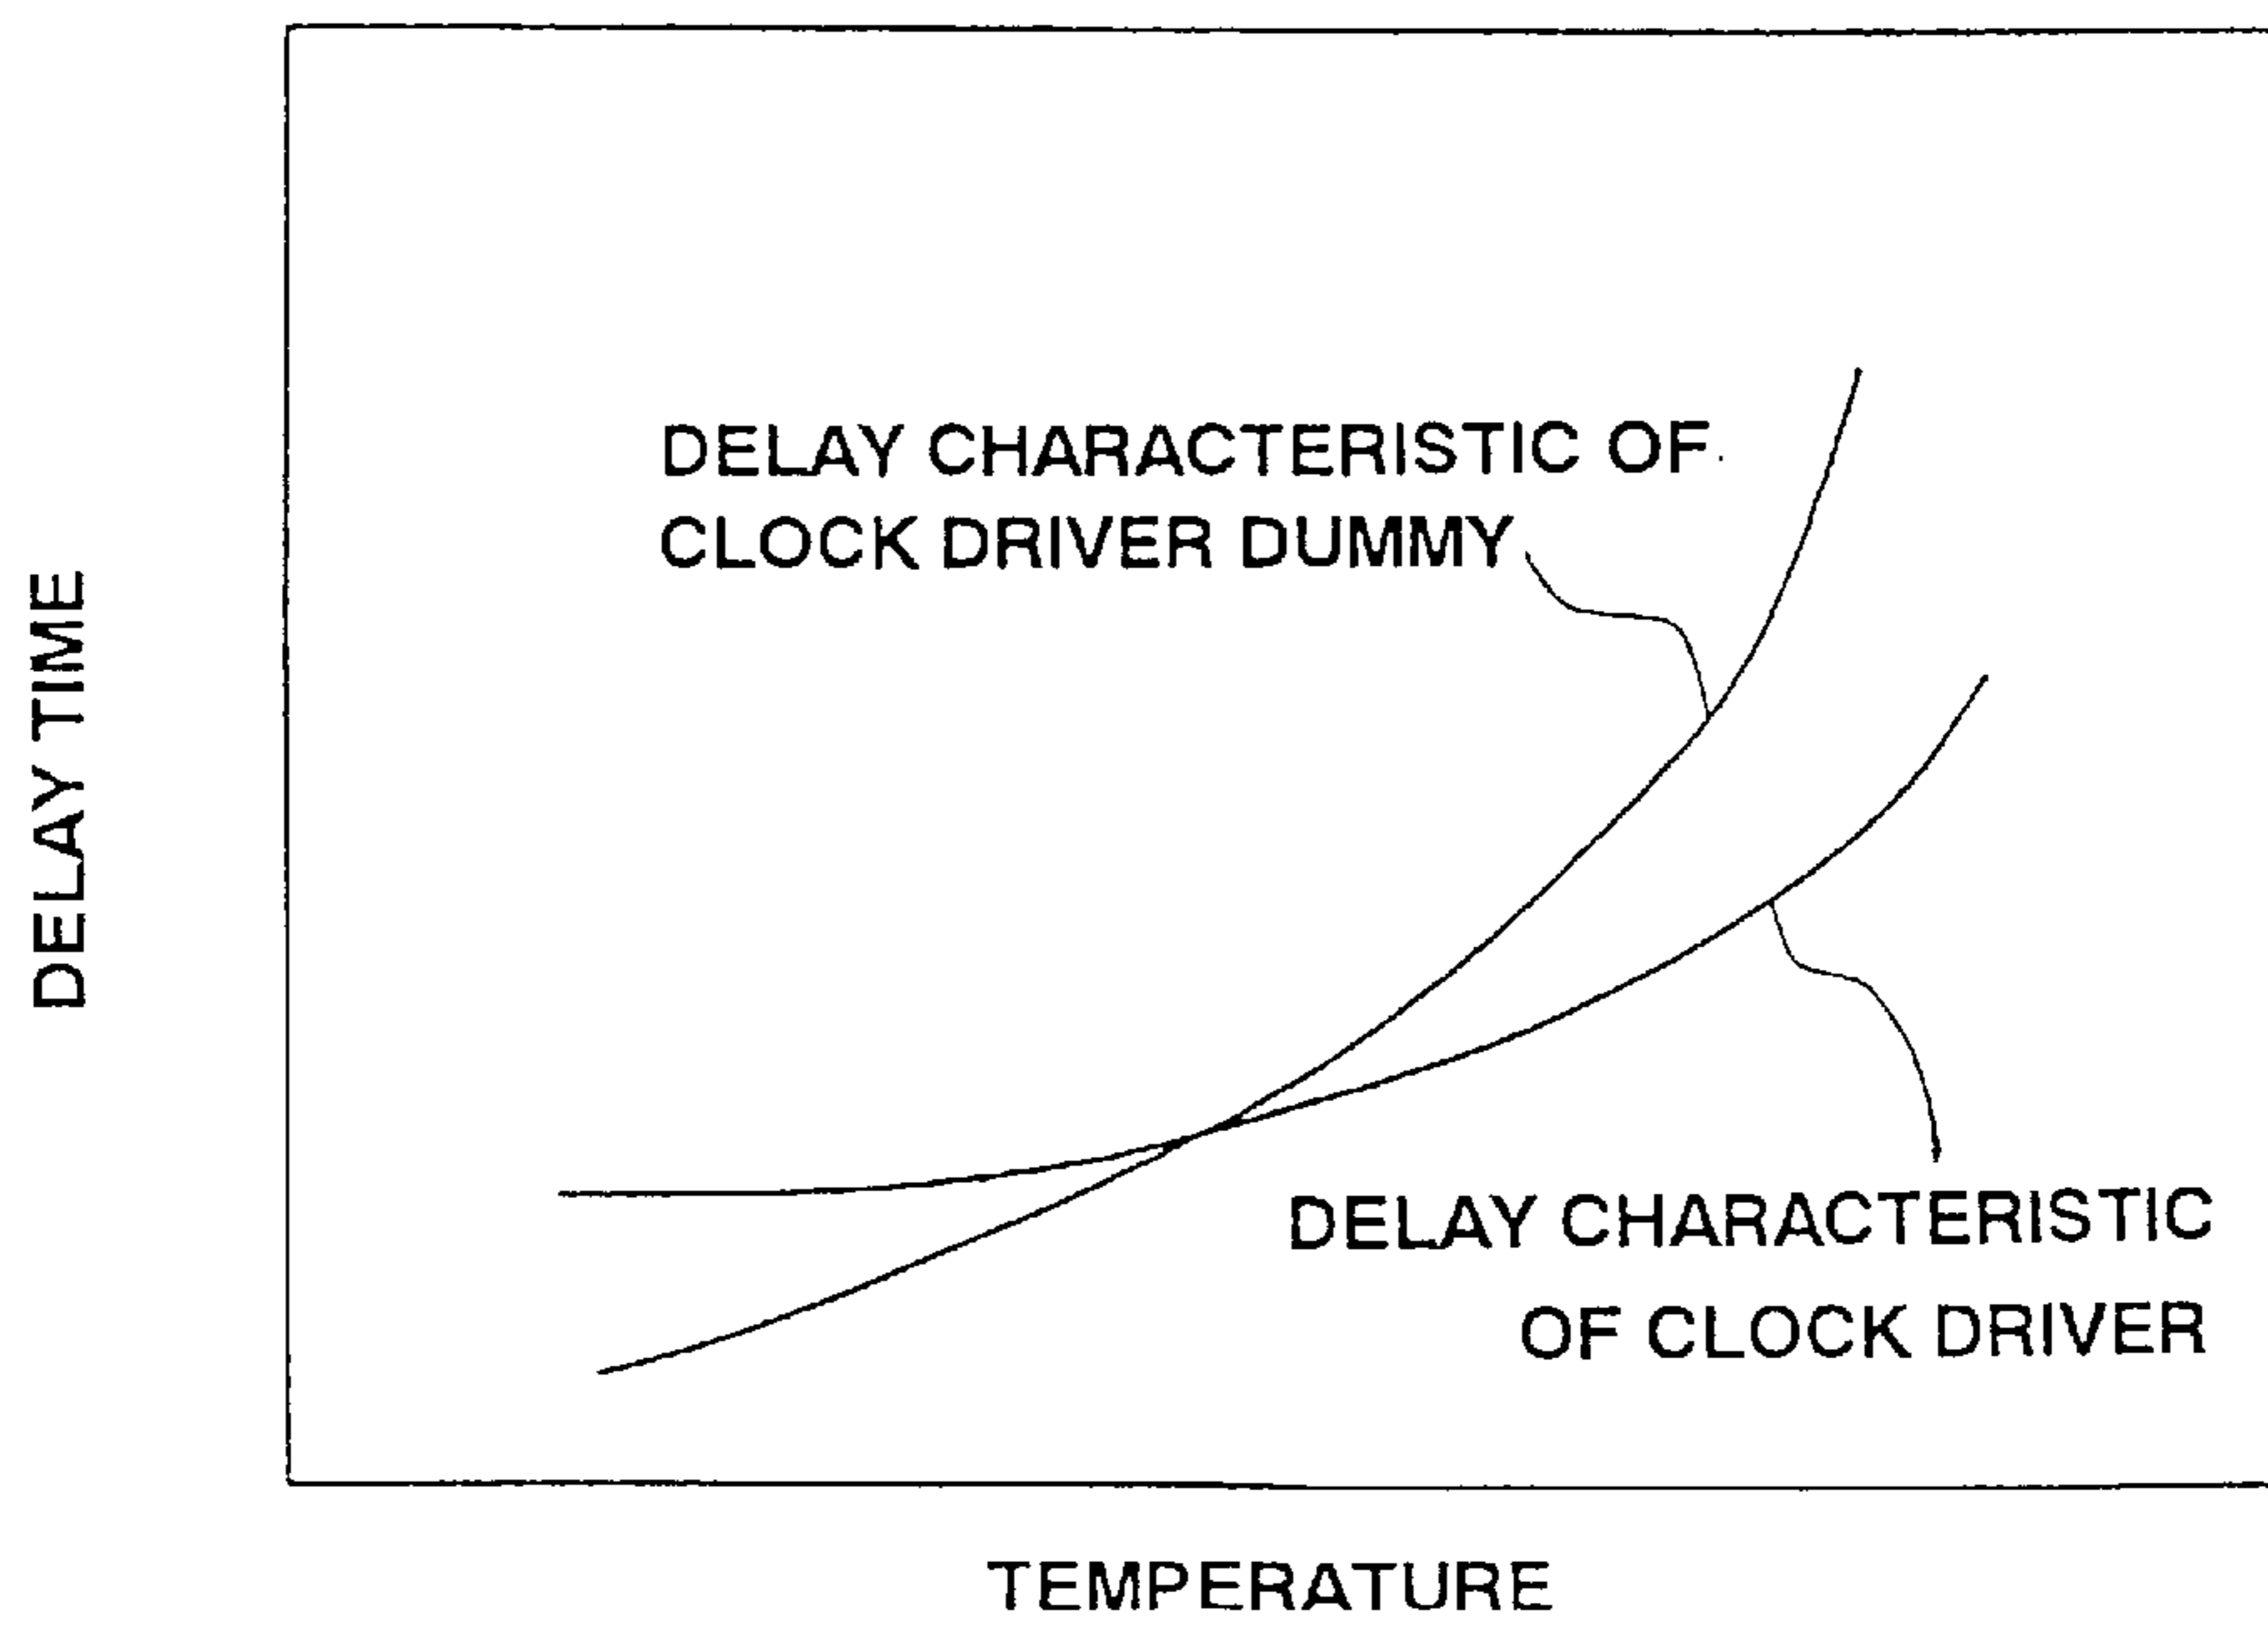 DELAY TIME
DELAY CHARACTERISTIC OF
CLOCK DRIVER DUMMY
DELAY CHARACTERISTIC
OF CLOCK DRIVER
TEMPERATURE